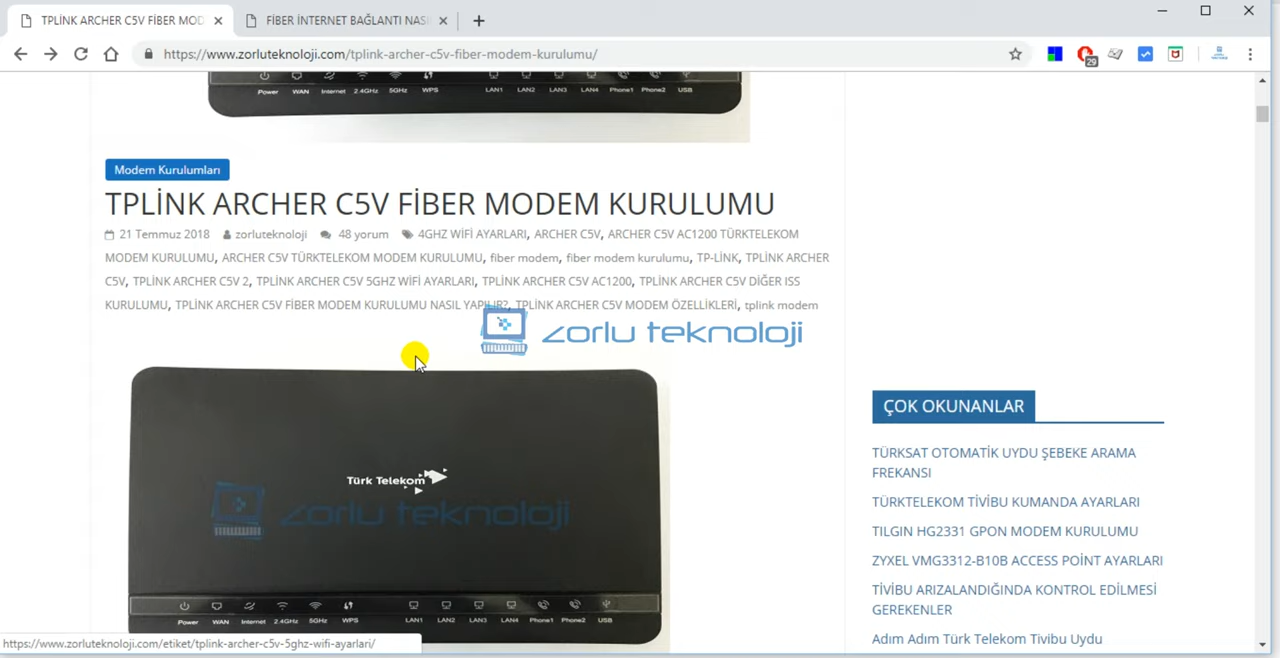 TPLİNK ARCHER C5V FİBER MOD
FİBER İNTERNET BAĞLANTI NASI
https://www.zorluteknoloji.com/tplink-archer-c5v-fiber-modem-kurulumu/
29
Power WAN Internet 2.4GHz 5GHz WPS LAN1 LAN2 LAN3 LAN4 Phone1 Phone2 USB
Modem Kurulumları
TPLİNK ARCHER C5V FİBER MODEM KURULUMU
21 Temmuz 2018 zorluteknoloji 48 yorum 4GHZ WİFİ AYARLARI, ARCHER C5V, ARCHER C5V AC1200 TÜRKTELEKOM
MODEM KURULUMU, ARCHER C5V TÜRKTELEKOM MODEM KURULUMU, fiber modem, fiber modem kurulumu, TP-LİNK, TPLİNK ARCHER
C5V, TPLİNK ARCHER C5V 2, TPLİNK ARCHER C5V 5GHZ WİFİ AYARLARI, TPLİNK ARCHER C5V AC1200, TPLİNK ARCHER C5V DİĞER ISS
KURULUMU, TPLİNK ARCHER C5V FİBER MODEM KURULUMU NASIL YAPILIR?, TPLİNK ARCHER C5V MODEM ÖZELLİKLERİ, tplink modem
zorlu teknoloji
Türk Telekom
zorlu teknoloji
Power WAN Internet 2.4GHz 5GHz WPS LAN1 LAN2 LAN3 LAN4 Phone1 Phone2 USB
ÇOK OKUNANLAR
TÜRKSAT OTOMATİK UYDU ŞEBEKE ARAMA
FREKANSI
TÜRKTELEKOM TİVİBU KUMANDA AYARLARI
TILGIN HG2331 GPON MODEM KURULUMU
ZYXEL VMG3312-B10B ACCESS POİNT AYARLARI
TİVİBU ARIZALANDIĞINDA KONTROL EDİLMESİ
GEREKENLER
Adım Adım Türk Telekom Tivibu Uydu
https://www.zorluteknoloji.com/etiket/tplink-archer-c5v-5ghz-wifi-ayarlari/